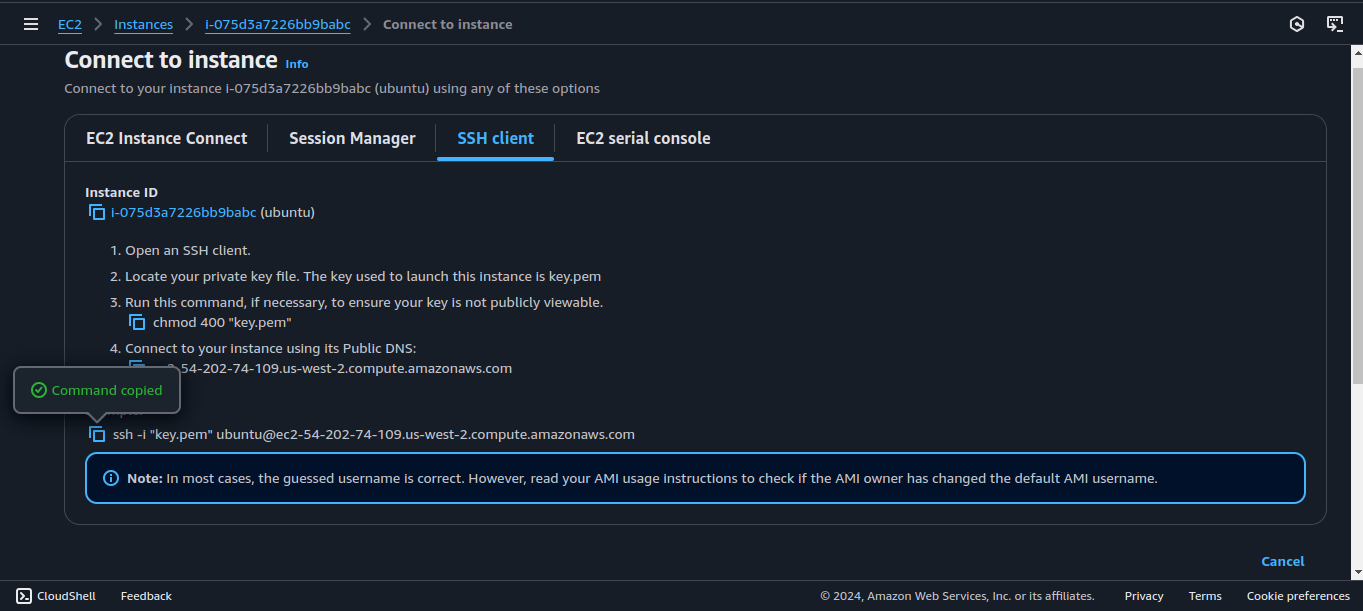 EC2 Instances i-075d3a7226bb9babc Connect to instance
Connect to instance Info
Connect to your instance i-075d3a7226bb9babc (ubuntu) using any of these options
EC2 Instance Connect Session Manager SSH client EC2 serial console
Instance ID
i-075d3a7226bb9babc (ubuntu)
1. Open an SSH client.
2. Locate your private key file. The key used to launch this instance is key.pem
3. Run this command, if necessary, to ensure your key is not publicly viewable.
chmod 400 "key.pem"
4. Connect to your instance using its Public DNS:
2-54-202-74-109.us-west-2.compute.amazonaws.com
Command copied
ssh -i "key.pem" ubuntu@ec2-54-202-74-109.us-west-2.compute.amazonaws.com
Note: In most cases, the guessed username is correct. However, read your AMI usage instructions to check if the AMI owner has changed the default AMI username.
Cancel
CloudShell Feedback © 2024, Amazon Web Services, Inc. or its affiliates. Privacy Terms Cookie preferences